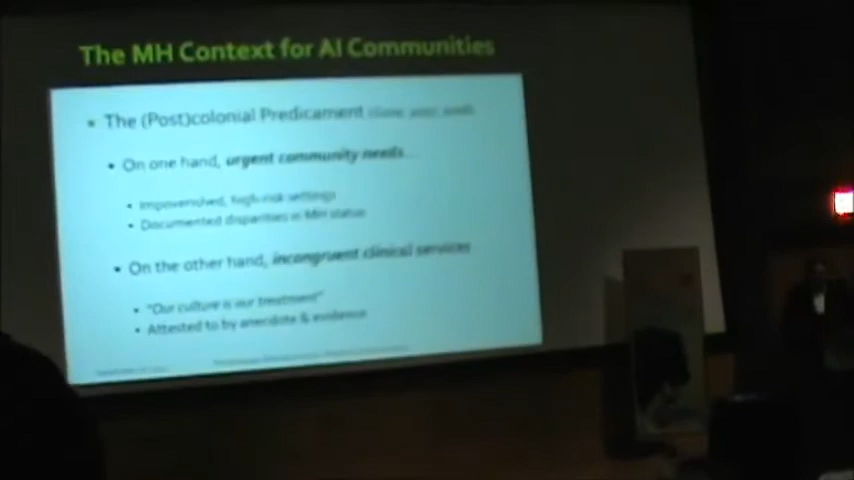 The MH Context for AI Communities
• The (Post)colonial Predicament
• On one hand, urgent community needs...
• Impoverished, high-risk settings
• Documented disparities in MH status
• On the other hand, incongruent clinical services
• "Our culture is our treatment"
• Attested to by anecdote & evidence